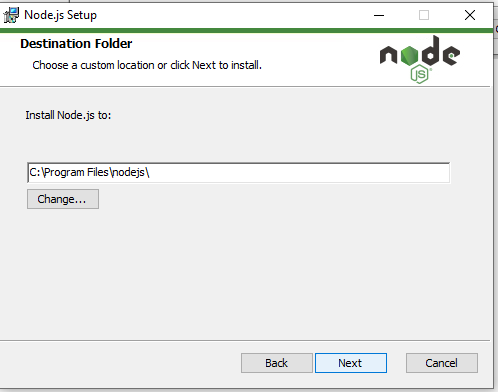 Node.js Setup
Destination Folder
Choose a custom location or click Next to install.
node
JS
Install Node.js to:
C:\Program Files\nodejs\
Change...
Back
Next
Cancel